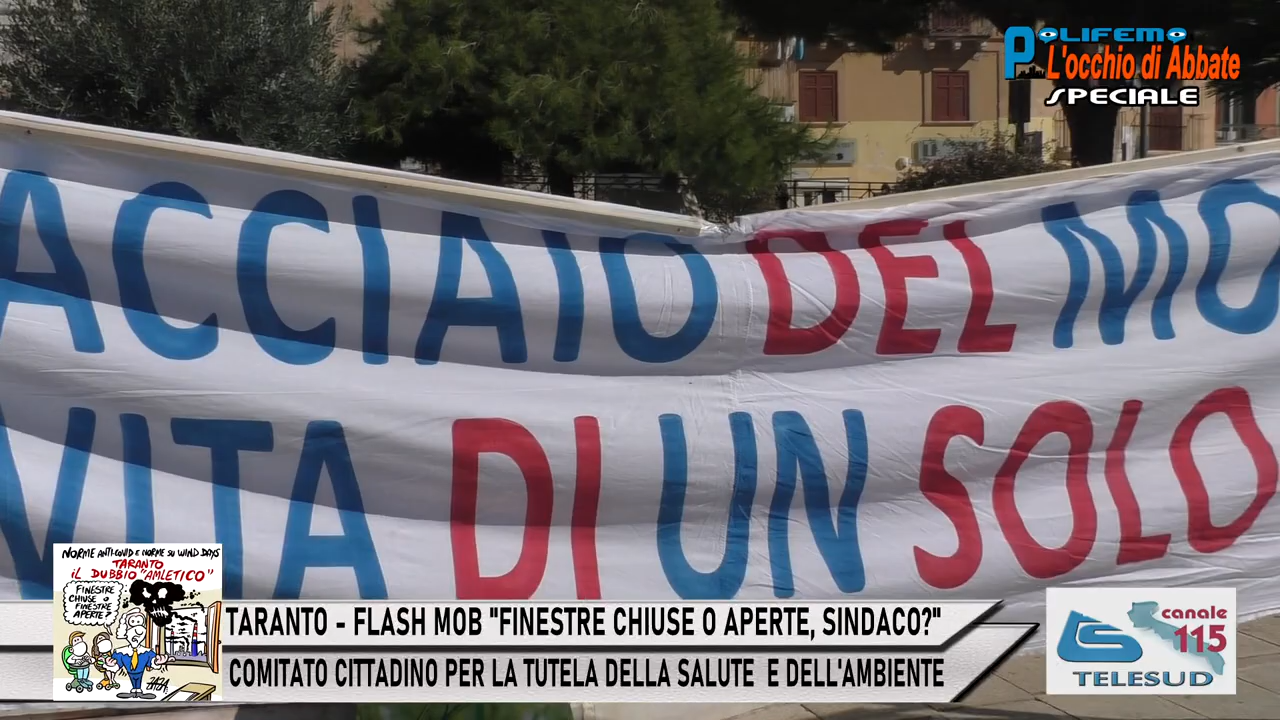 POLIFEMO
L'occhio di Abbate
SPECIALE
ACCIAIO DEL MO
VITA DI UN SOLO
NORME ANTI-COVID E NORME SU WIND DAYS
TARANTO
IL DUBBIO "AMLETICO"
FINESTRE
CHIUSE O
FINESTRE
APERTE
TARANTO – FLASH MOB "FINESTRE CHIUSE O APERTE, SINDACO?"
COMITATO CITTADINO PER LA TUTELA DELLA SALUTE E DELL'AMBIENTE
canale
115
TELESUD